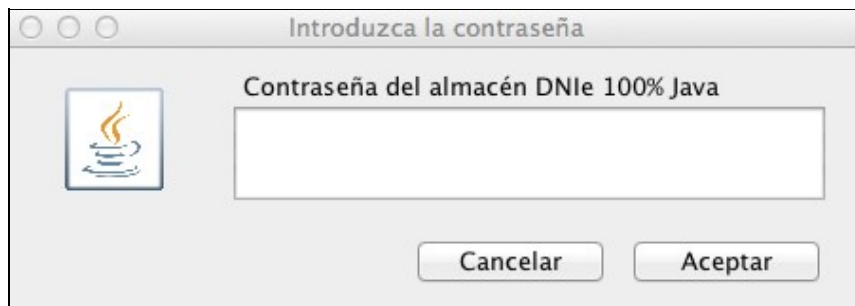 Introduzca la contraseña
Contraseña del almacén DNIe 100% Java
Cancelar
Aceptar